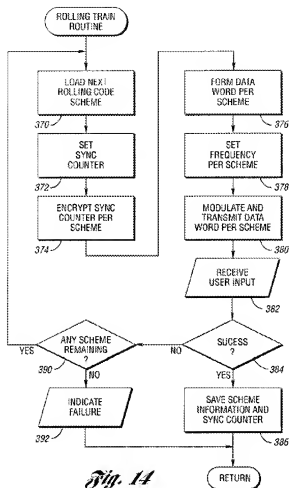 ROLLING TRAIN
ROUTINE
LOAD NEXT
ROLLING CODE
SCHEME
370
SET
SYNC
COUNTER
372
ENCRYPT SYNC
COUNTER PER
SCHEME
374
FORM DATA
WORD PER
SCHEME
376
SET
FREQUENCY
PER SCHEME
378
MODULATE AND
TRANSMIT DATA
WORD PER SCHEME
380
RECEIVE
USER INPUT
382
SUCESS
?
384
YES
NO
ANY SCHEME
REMAINING
?
390
YES
NO
INDICATE
FAILURE
392
SAVE SCHEME
INFORMATION AND
SYNC COUNTER
386
RETURN
Fig. 14